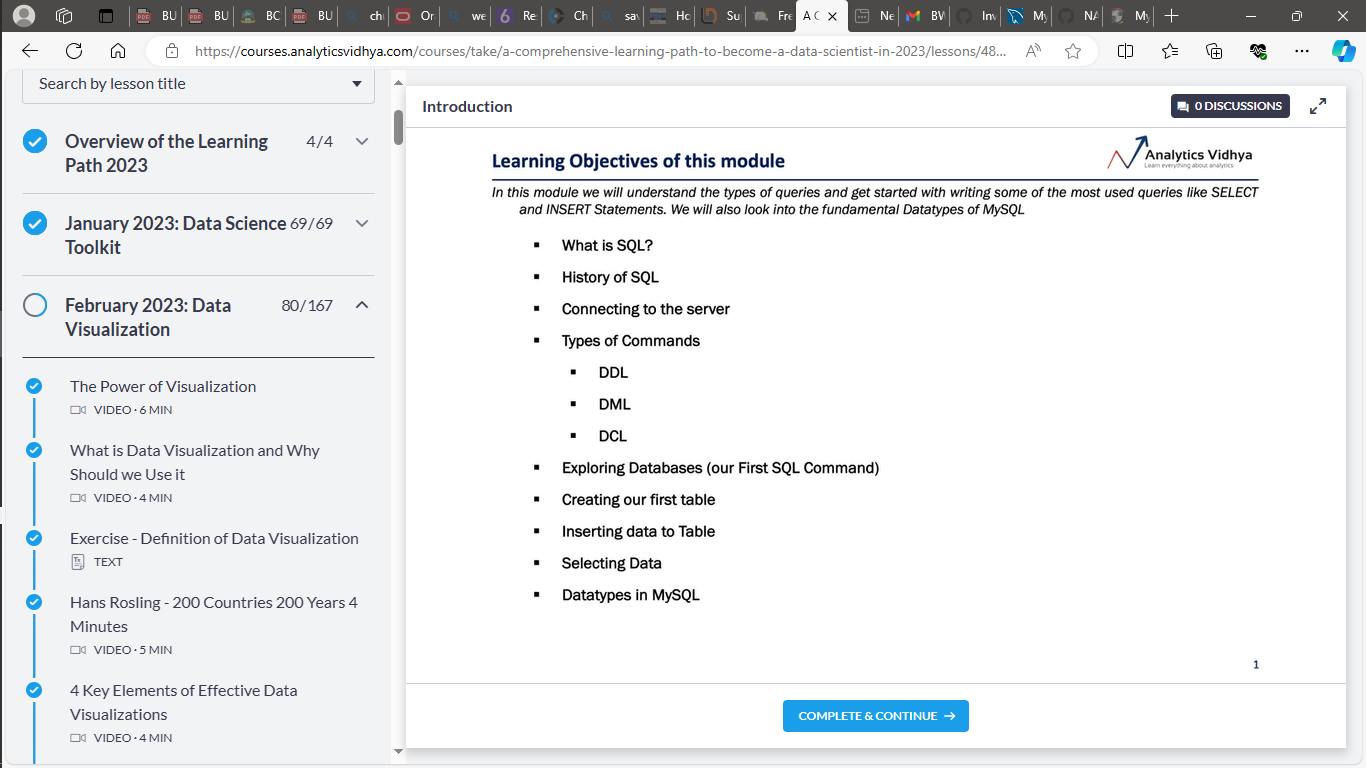 BU
BU
BC
BU
Or
we
Re
Ch
Su
Fre
A C
Ne
BW
Inv
My
NA
My
https://courses.analyticsvidhya.com/courses/take/a-comprehensive-learning-path-to-become-a-data-scientist-in-2023/lessons/48...
Search by lesson title
Overview of the Learning 4/4
Path 2023
January 2023: Data Science 69/69
Toolkit
February 2023: Data 80/167
Visualization
The Power of Visualization
VIDEO · 6 MIN
What is Data Visualization and Why
Should we Use it
VIDEO · 4 MIN
Exercise - Definition of Data Visualization
TEXT
Hans Rosling - 200 Countries 200 Years 4
Minutes
VIDEO · 5 MIN
4 Key Elements of Effective Data
Visualizations
VIDEO · 4 MIN
Introduction
0 DISCUSSIONS
Learning Objectives of this module
Analytics Vidhya
Learn everything about analytics
In this module we will understand the types of queries and get started with writing some of the most used queries like SELECT
and INSERT Statements. We will also look into the fundamental Datatypes of MySQL
▪ What is SQL?
▪ History of SQL
▪ Connecting to the server
▪ Types of Commands
▪ DDL
▪ DML
▪ DCL
▪ Exploring Databases (our First SQL Command)
▪ Creating our first table
▪ Inserting data to Table
▪ Selecting Data
▪ Datatypes in MySQL
1
COMPLETE & CONTINUE →